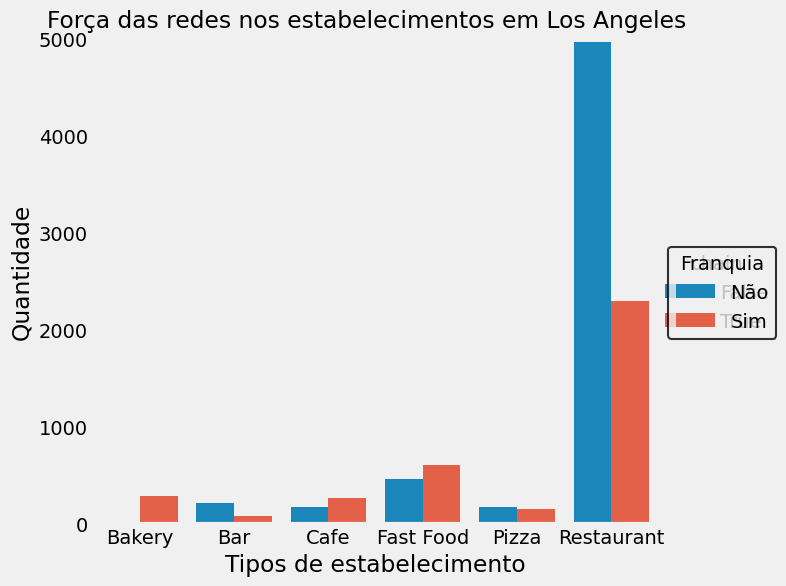 Força das redes nos estabelecimentos em Los Angeles
5000
4000
3000
2000
1000
0
Quantidade
Bakery Bar Cafe Fast Food Pizza Restaurant
Tipos de estabelecimento
Franquia
Não
Sim